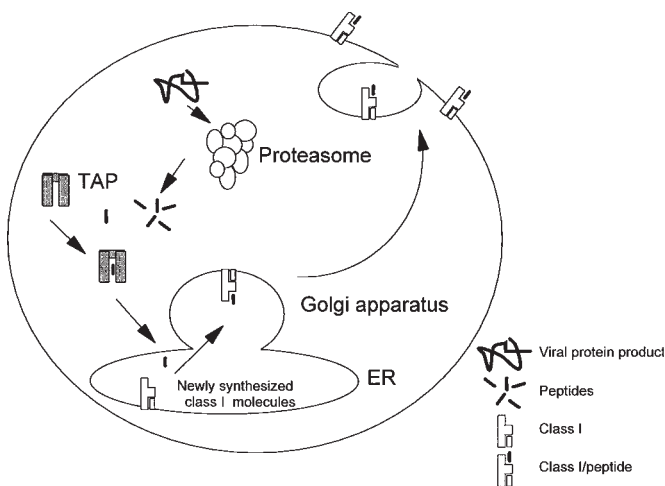 Proteasome
TAP
Golgi apparatus
ER
Newly synthesized
class I molecules
Viral protein product
Peptides
Class I
Class I/peptide